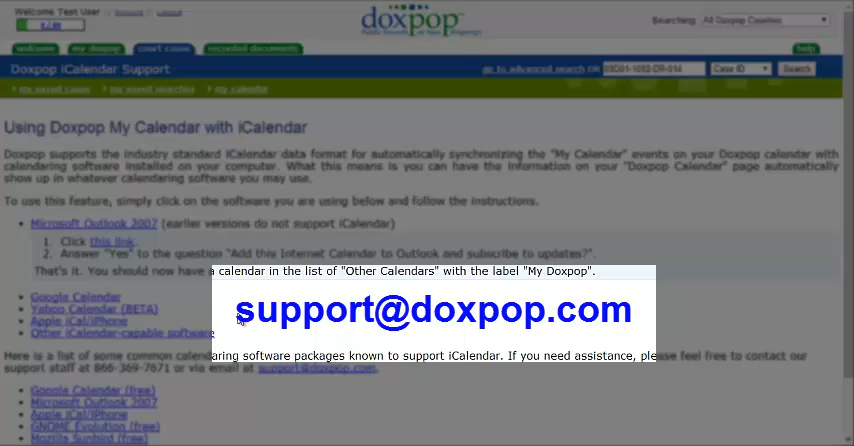 Welcome Test User
doxpop
Searching: All Doxpop Counties
welcome my doxpop court cases recorded documents help
Doxpop iCalendar Support go to advanced search OR Case ID Search
my saved cases my saved searches my calendar
Using Doxpop My Calendar with iCalendar
Doxpop supports the industry standard iCalendar data format for automatically synchronizing the "My Calendar" events on your Doxpop calendar with
calendaring software installed on your computer. What this means is you can have the information on your "Doxpop Calendar" page automatically
show up in whatever calendaring software you may use.
To use this feature, simply click on the software you are using below and follow the instructions.
• Microsoft Outlook 2007 (earlier versions do not support iCalendar)
1. Click this link.
2. Answer "Yes" to the question "Add this Internet Calendar to Outlook and subscribe to updates?".
That's it. You should now have a calendar in the list of "Other Calendars" with the label "My Doxpop".
• Google Calendar
• Yahoo Calendar (BETA)
• Apple iCal/iPhone
• Other iCalendar-capable software
support@doxpop.com
Here is a list of some common calendaring software packages known to support iCalendar. If you need assistance, please feel free to contact our
support staff at 866-369-7671 or via email at support@doxpop.com.
• Google Calendar (free)
• Microsoft Outlook 2007
• Apple iCal/iPhone
• GNOME Evolution (free)
• Mozilla Sunbird (free)